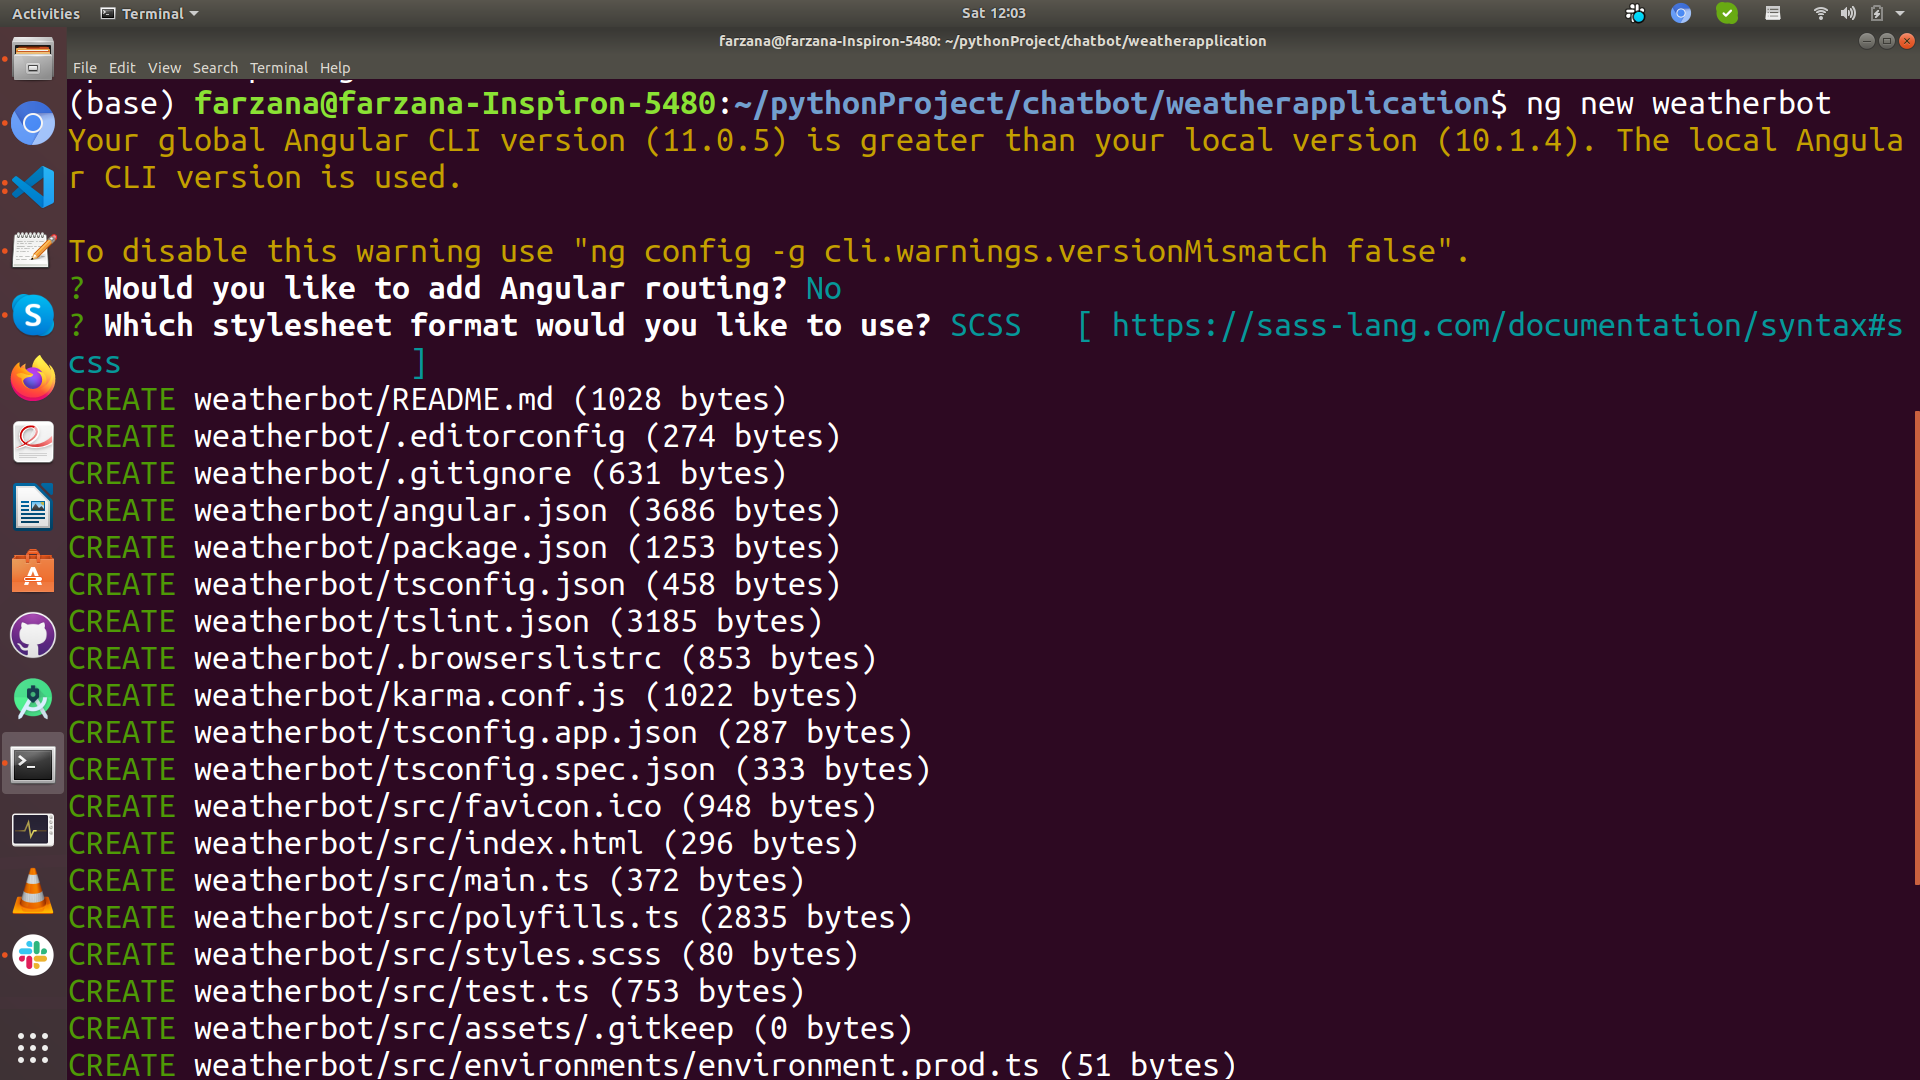 Activities Terminal Sat 12:03
farzana@farzana-Inspiron-5480: ~/pythonProject/chatbot/weatherapplication
File Edit View Search Terminal Help
(base) farzana@farzana-Inspiron-5480:~/pythonProject/chatbot/weatherapplication$ ng new weatherbot
Your global Angular CLI version (11.0.5) is greater than your local version (10.1.4). The local Angula
r CLI version is used.
To disable this warning use "ng config -g cli.warnings.versionMismatch false".
? Would you like to add Angular routing? No
? Which stylesheet format would you like to use? SCSS   [ https://sass-lang.com/documentation/syntax#s
css                ]
CREATE weatherbot/README.md (1028 bytes)
CREATE weatherbot/.editorconfig (274 bytes)
CREATE weatherbot/.gitignore (631 bytes)
CREATE weatherbot/angular.json (3686 bytes)
CREATE weatherbot/package.json (1253 bytes)
CREATE weatherbot/tsconfig.json (458 bytes)
CREATE weatherbot/tslint.json (3185 bytes)
CREATE weatherbot/.browserslistrc (853 bytes)
CREATE weatherbot/karma.conf.js (1022 bytes)
CREATE weatherbot/tsconfig.app.json (287 bytes)
CREATE weatherbot/tsconfig.spec.json (333 bytes)
CREATE weatherbot/src/favicon.ico (948 bytes)
CREATE weatherbot/src/index.html (296 bytes)
CREATE weatherbot/src/main.ts (372 bytes)
CREATE weatherbot/src/polyfills.ts (2835 bytes)
CREATE weatherbot/src/styles.scss (80 bytes)
CREATE weatherbot/src/test.ts (753 bytes)
CREATE weatherbot/src/assets/.gitkeep (0 bytes)
CREATE weatherbot/src/environments/environment.prod.ts (51 bytes)